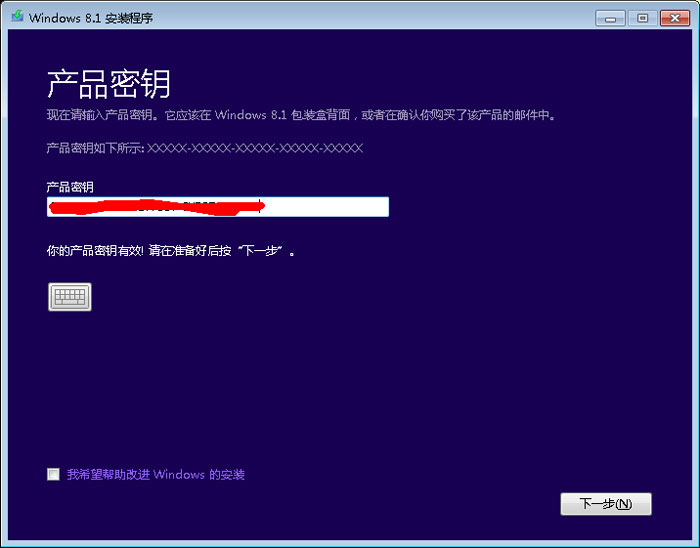 Windows 8.1 安装程序
产品密钥
现在请输入产品密钥。它应该在 Windows 8.1 包装盒背面，或者在确认你购买了该产品的邮件中。
产品密钥如下所示: XXXXX-XXXXX-XXXXX-XXXXX-XXXXX
产品密钥
你的产品密钥有效! 请在准备好后按“下一步”。
我希望帮助改进 Windows 的安装
下一步(N)